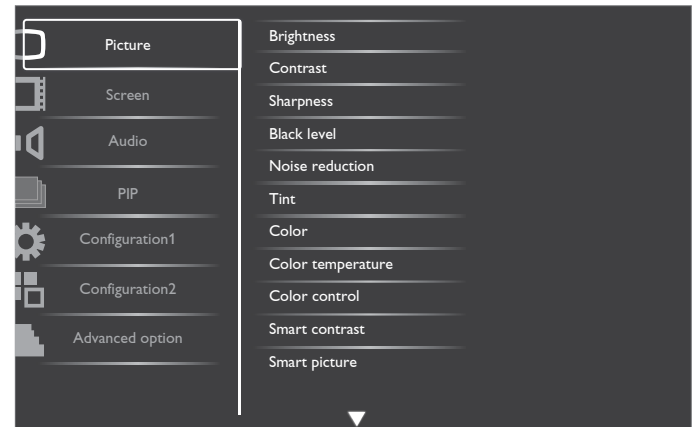 Picture
Screen
Audio
PIP
Configuration1
Configuration2
Advanced option
Brightness
Contrast
Sharpness
Black level
Noise reduction
Tint
Color
Color temperature
Color control
Smart contrast
Smart picture